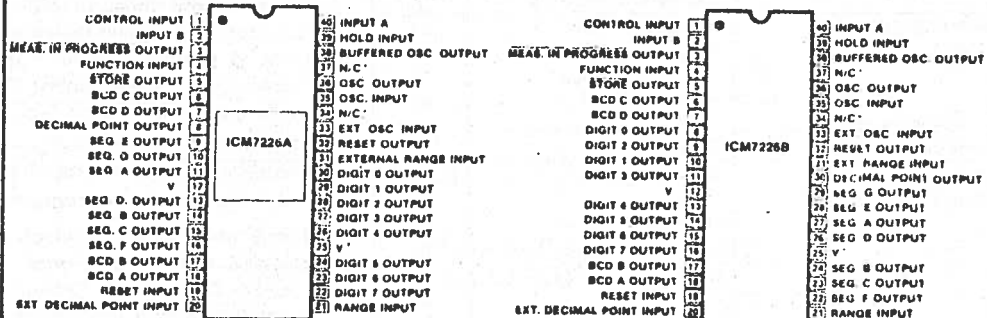 CONTROL INPUT 1
INPUT B 2
MEAS. IN PROGRESS OUTPUT 3
FUNCTION INPUT 4
STORE OUTPUT 5
BCD C OUTPUT 6
BCD D OUTPUT 7
DECIMAL POINT OUTPUT 8
SEG E OUTPUT 9
SEG. G OUTPUT 10
SEG A OUTPUT 11
V 12
SEG. D. OUTPUT 13
SEG. B OUTPUT 14
SEG. C OUTPUT 15
SEG. F OUTPUT 16
BCD B OUTPUT 17
BCD A OUTPUT 18
RESET INPUT 19
EXT. DECIMAL POINT INPUT 20
ICM7226A
40 INPUT A
39 HOLD INPUT
38 BUFFERED OSC OUTPUT
37 N/C*
36 OSC OUTPUT
35 OSC. INPUT
34 N/C*
33 EXT OSC INPUT
32 RESET OUTPUT
31 EXTERNAL RANGE INPUT
30 DIGIT 0 OUTPUT
29 DIGIT 1 OUTPUT
28 DIGIT 2 OUTPUT
27 DIGIT 3 OUTPUT
26 DIGIT 4 OUTPUT
25 V+
24 DIGIT 5 OUTPUT
23 DIGIT 6 OUTPUT
22 DIGIT 7 OUTPUT
21 RANGE INPUT
CONTROL INPUT 1
INPUT B 2
MEAS. IN PROGRESS OUTPUT 3
FUNCTION INPUT 4
STORE OUTPUT 5
BCD C OUTPUT 6
BCD D OUTPUT 7
DIGIT 0 OUTPUT 8
DIGIT 2 OUTPUT 9
DIGIT 1 OUTPUT 10
DIGIT 3 OUTPUT 11
V 12
DIGIT 4 OUTPUT 13
DIGIT 5 OUTPUT 14
DIGIT 6 OUTPUT 15
DIGIT 7 OUTPUT 16
BCD B OUTPUT 17
BCD A OUTPUT 18
RESET INPUT 19
EXT. DECIMAL POINT INPUT 20
ICM7226B
40 INPUT A
39 HOLD INPUT
38 BUFFERED OSC. OUTPUT
37 N/C*
36 OSC OUTPUT
35 OSC INPUT
34 N/C*
33 EXT OSC INPUT
32 RESET OUTPUT
31 EXT RANGE INPUT
30 DECIMAL POINT OUTPUT
29 SEG G OUTPUT
28 SEG E OUTPUT
27 SEG A OUTPUT
26 SEG D OUTPUT
25 V+
24 SEG B OUTPUT
23 SEG. C OUTPUT
22 SEG F OUTPUT
21 RANGE INPUT